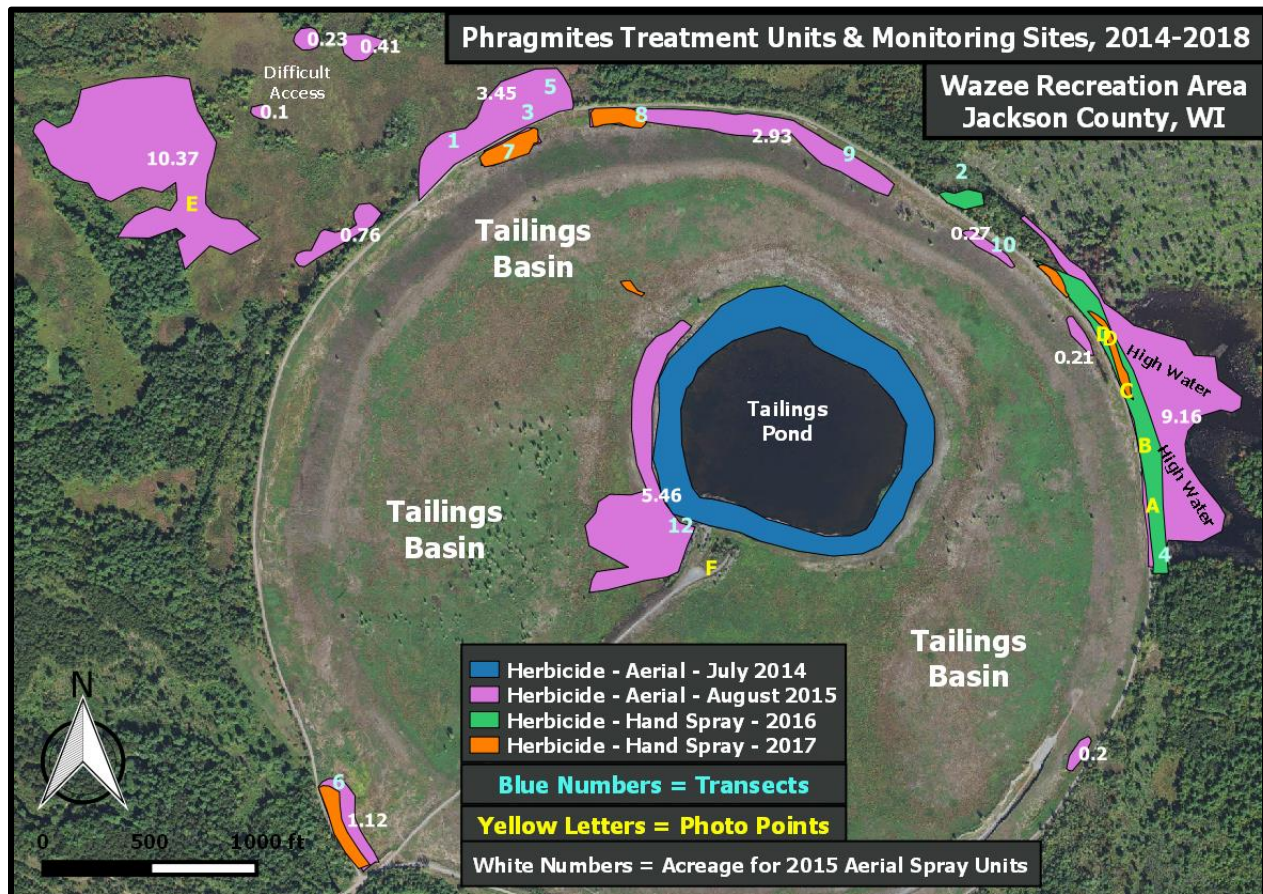 Phragmites Treatment Units & Monitoring Sites, 2014-2018
Wazee Recreation Area
Jackson County, WI
0.23
0.41
Difficult
Access
0.1
3.45
5
3
1
7
8
2.93
9
10.37
E
0.76
2
0.27
10
Tailings
Basin
0.21
D
D
High Water
C
9.16
B
High Water
A
4
Tailings
Pond
5.46
12
F
Tailings
Basin
Tailings
Basin
0.2
6
1.12
N
0 500 1000 ft
Herbicide - Aerial - July 2014
Herbicide - Aerial - August 2015
Herbicide - Hand Spray - 2016
Herbicide - Hand Spray - 2017
Blue Numbers = Transects
Yellow Letters = Photo Points
White Numbers = Acreage for 2015 Aerial Spray Units